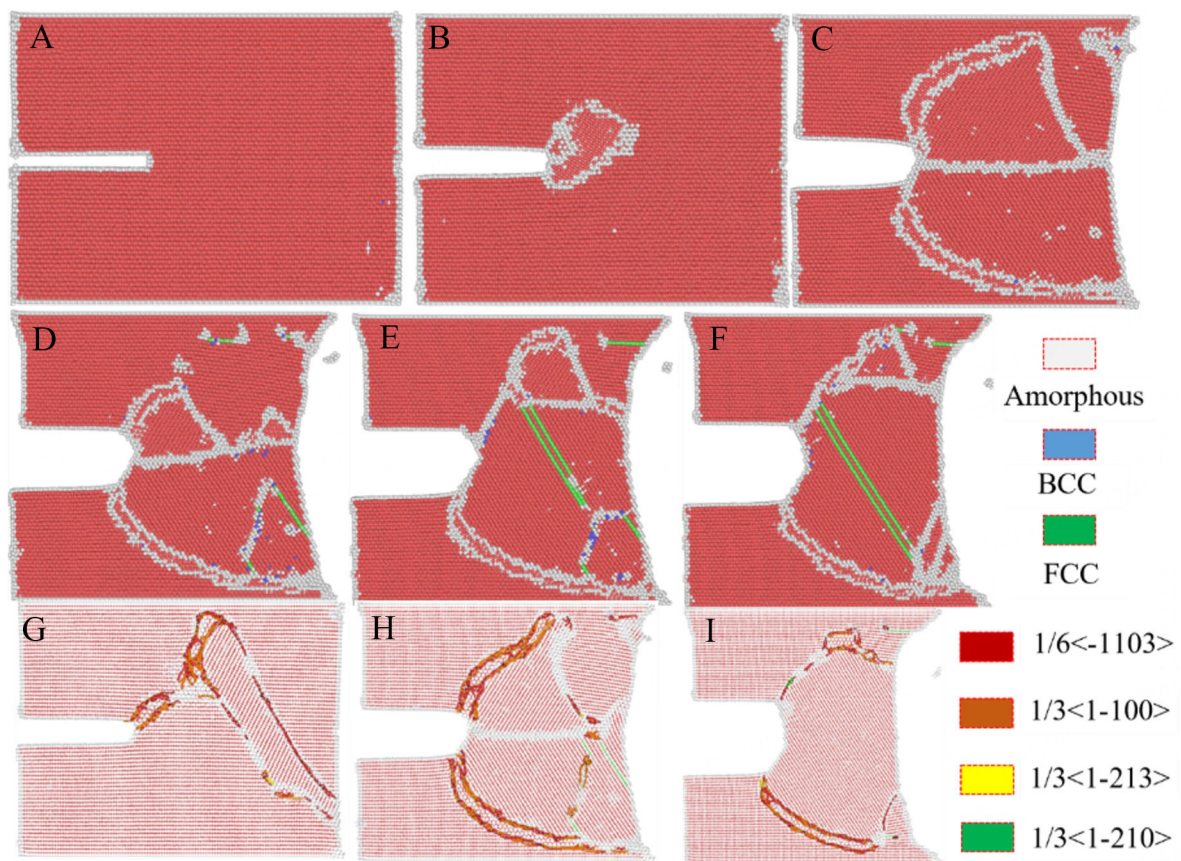 A
B
C
D
E
F
Amorphous
BCC
FCC
G
H
I
1/6<-1103>
1/3<1-100>
1/3<1-213>
1/3<1-210>